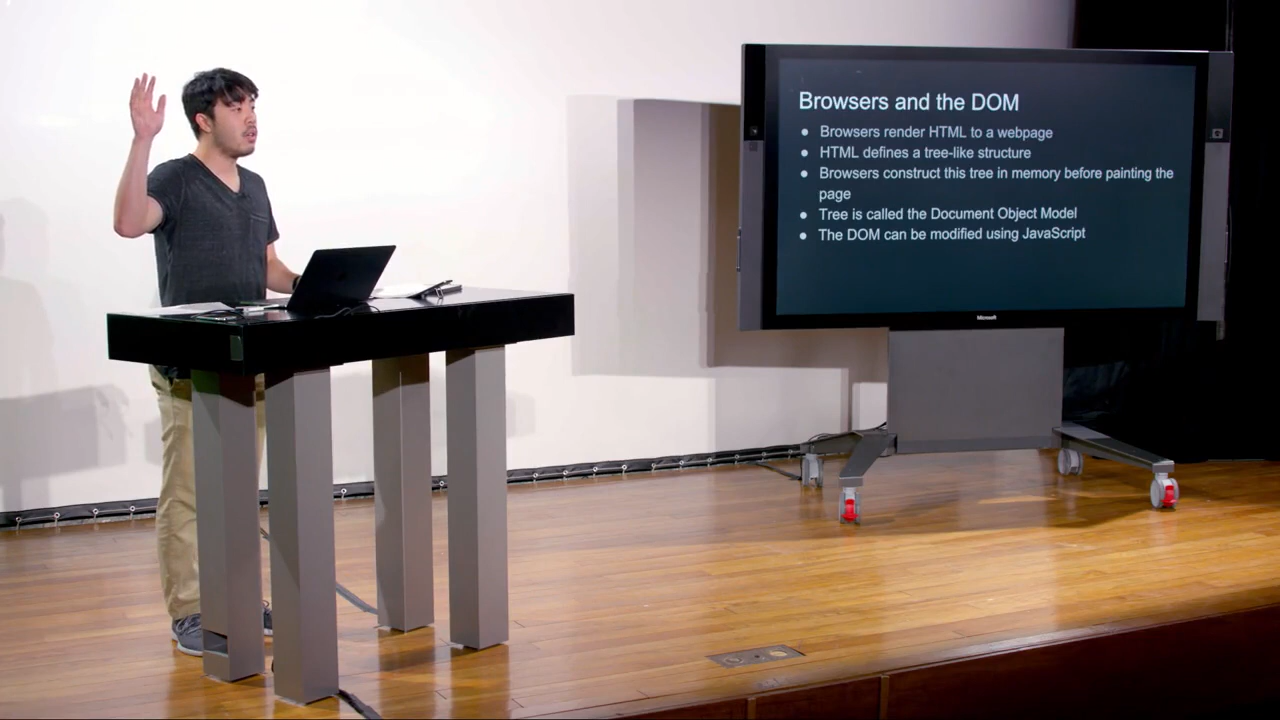 Browsers and the DOM
● Browsers render HTML to a webpage
● HTML defines a tree-like structure
● Browsers construct this tree in memory before painting the
page
● Tree is called the Document Object Model
● The DOM can be modified using JavaScript
Microsoft